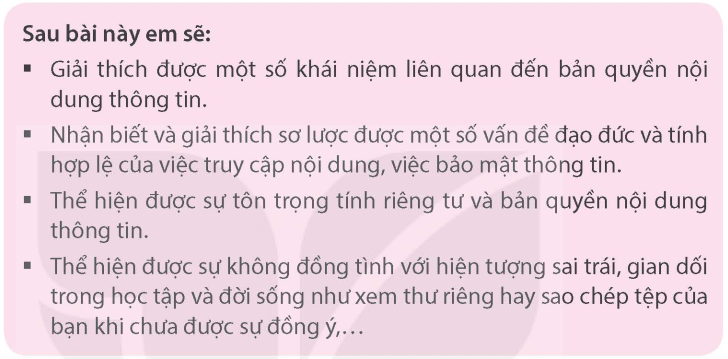 Sau bài này em sẽ:
▪ Giải thích được một số khái niệm liên quan đến bản quyền nội
dung thông tin.
▪ Nhận biết và giải thích sơ lược được một số vấn đề đạo đức và tính
hợp lệ của việc truy cập nội dung, việc bảo mật thông tin.
▪ Thể hiện được sự tôn trọng tính riêng tư và bản quyền nội dung
thông tin.
▪ Thể hiện được sự không đồng tình với hiện tượng sai trái, gian dối
trong học tập và đời sống như xem thư riêng hay sao chép tệp của
bạn khi chưa được sự đồng ý,…